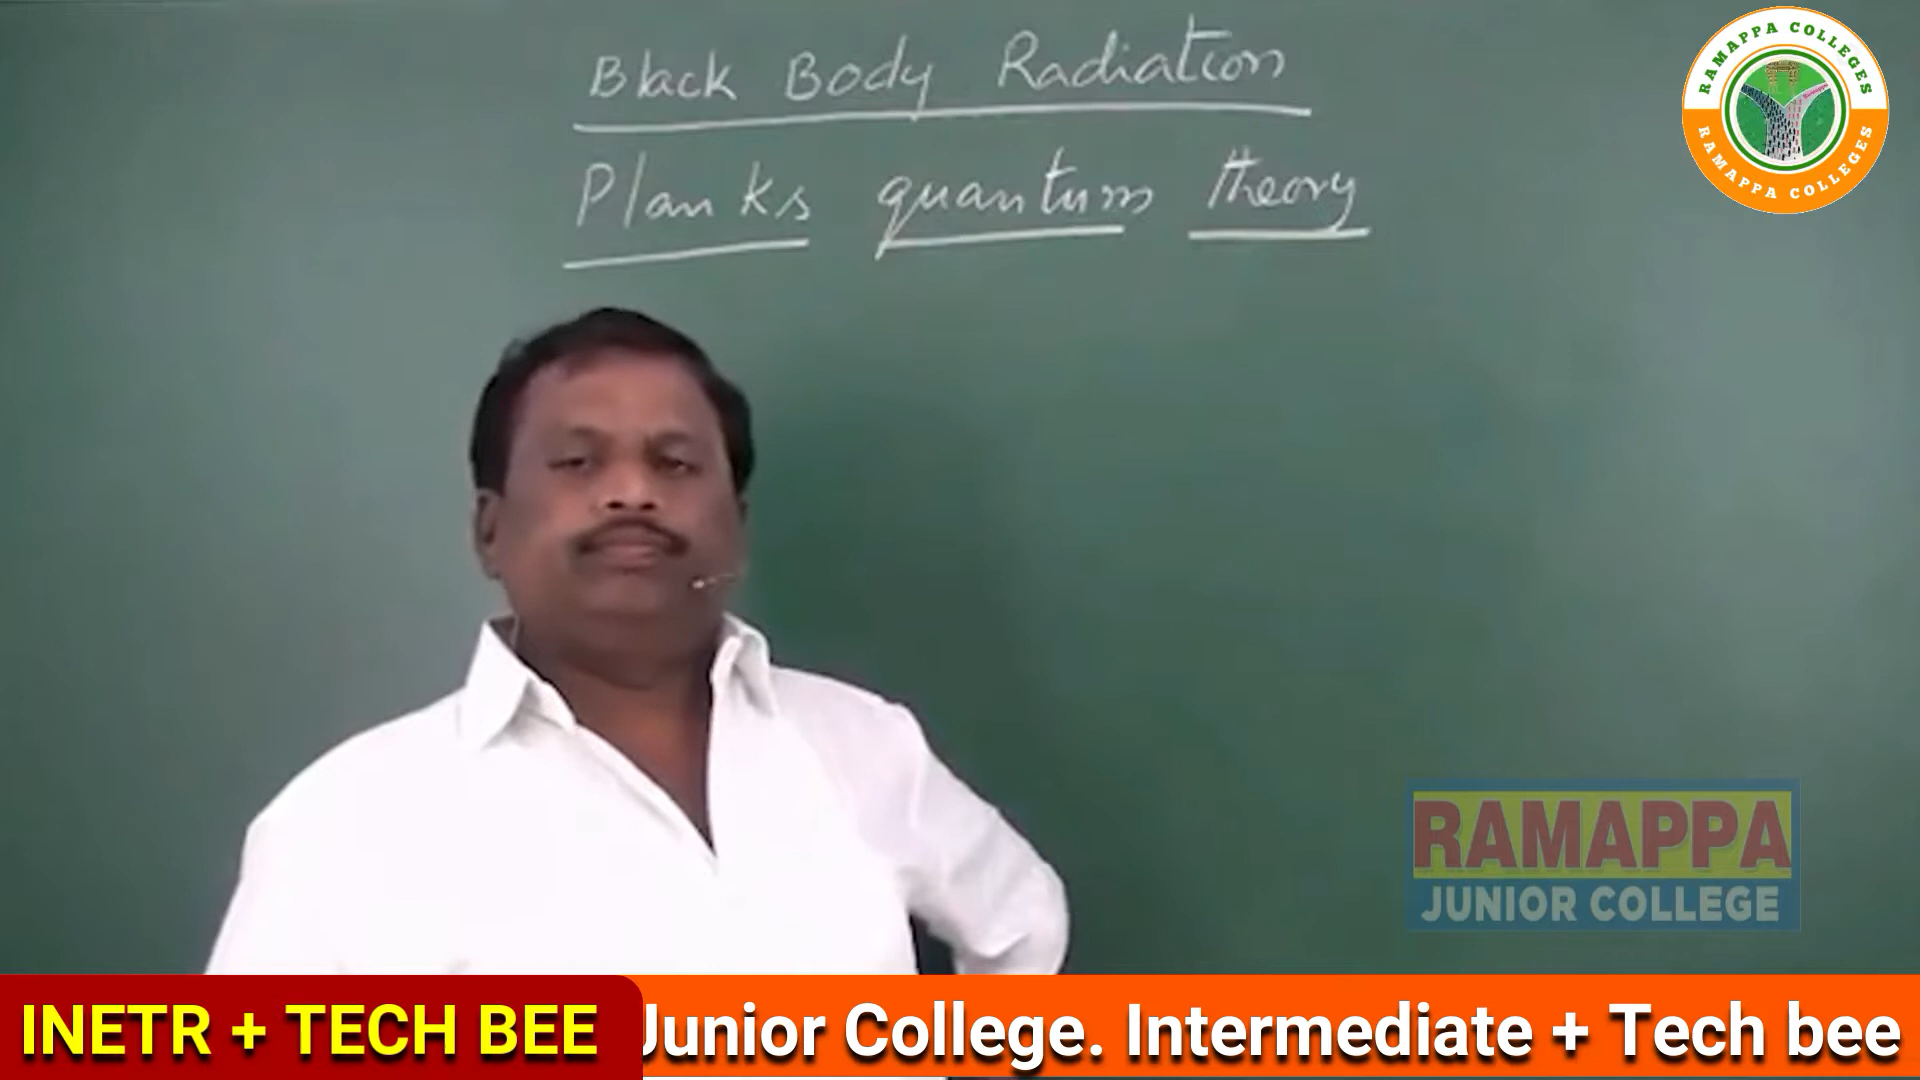 Black Body Radiation
Planks quantum theory
RAMAPPA COLLEGES
RAMAPPA COLLEGES
RAMAPPA
JUNIOR COLLEGE
INETR + TECH BEE
Junior College. Intermediate + Tech bee